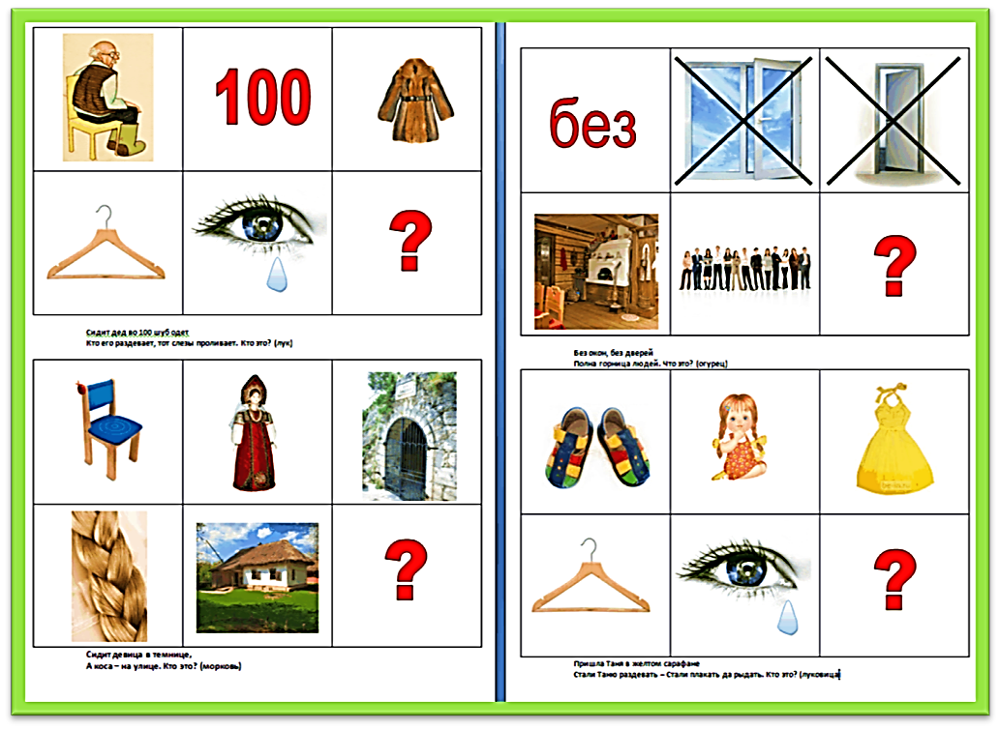 100
?
Сидит дед во 100 шуб одет
Кто его раздевает, тот слезы проливает. Кто это? (лук)
?
Сидит девица в темнице,
А коса – на улице. Кто это? (морковь)
без
?
Без окон, без дверей
Полна горница людей. Что это? (огурец)
?
Пришла Таня в желтом сарафане
Стали Таню раздевать – Стали плакать да рыдать. Кто это? (луковица)